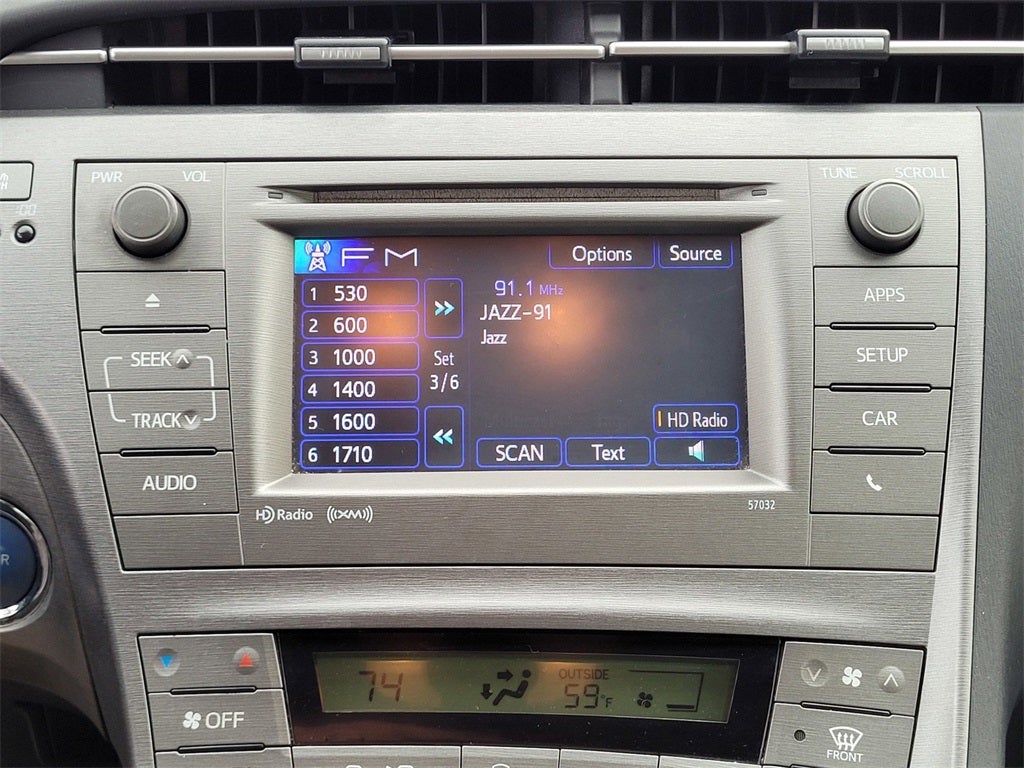 PWR VOL
TUNE SCROLL
FM
Options Source
1 530
2 600
3 1000
4 1400
5 1600
6 1710
Set
3/6
91.1 MHz
JAZZ-91
Jazz
HD Radio
SCAN Text
SEEK
TRACK
AUDIO
APPS
SETUP
CAR
HD Radio ((XM))
57032
74
OUTSIDE
59°F
OFF
FRONT